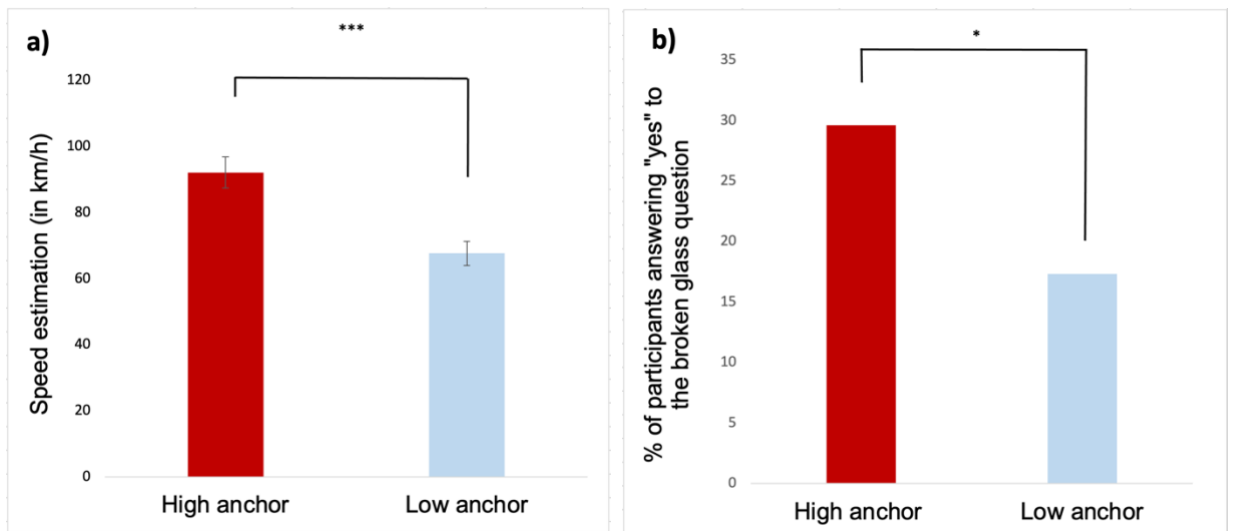 a)
***
120
100
80
60
40
20
0
Speed estimation (in km/h)
High anchor
Low anchor
b)
*
35
30
25
20
15
10
5
0
% of participants answering "yes" to
the broken glass question
High anchor
Low anchor